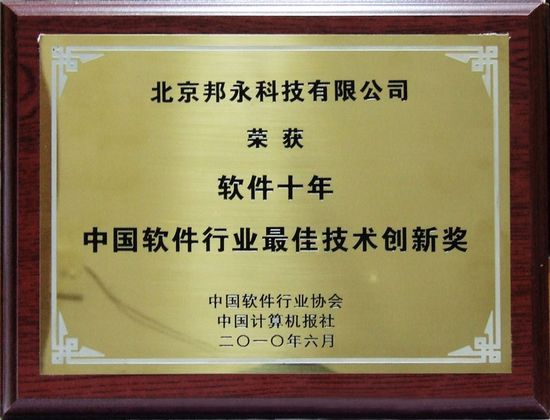 北京邦永科技有限公司
荣获
软件十年
中国软件行业最佳技术创新奖
中国软件行业协会
中国计算机报社
二〇一〇年六月